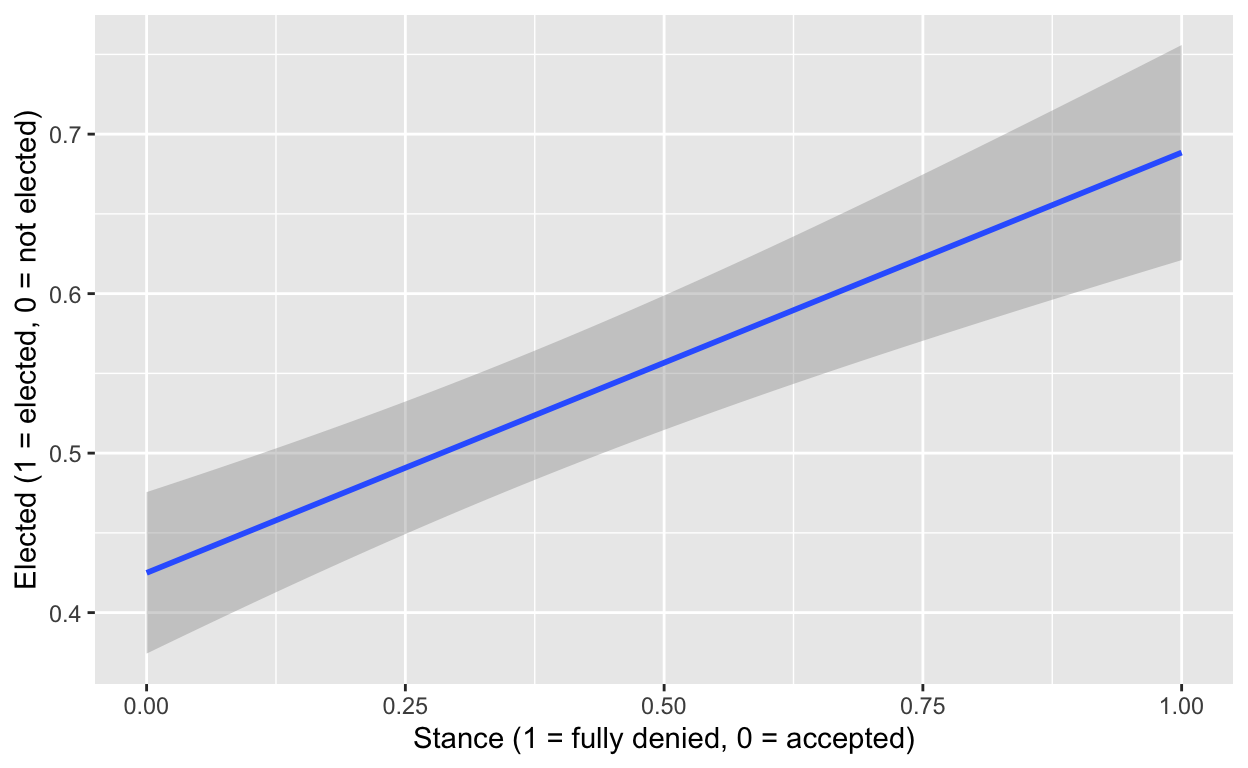 Elected (1 = elected, 0 = not elected)
0.7
0.6
0.5
0.4
0.00 0.25 0.50 0.75 1.00
Stance (1 = fully denied, 0 = accepted)